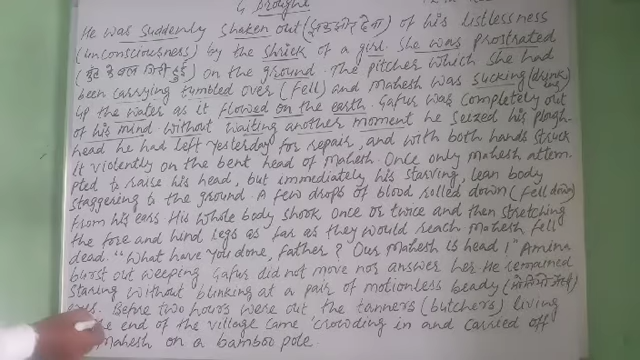 G Drought
He was suddenly shaken out (झकझोर देना) of his listlessness
(unconsciousness) by the shrick of a girl. She was prostrated
(मुंह के बल गिरी हुई) on the ground. The pitcher which she had
been carrying tumbled over (fell) and Mahesh was sucking (drink ing)
up the water as it flowed on the earth. Gafur was completely out
of his mind. without waiting another moment he seized his plough-
head he had left yesterday for repair, and with both hands struck
it violently on the bent head of Mahesh. Once only Mahesh attem-
pted to raise his head, but immediately his starving, lean body
staggering to the ground. A few drops of blood rolled down (fell down)
from his ears. His whole body shook once or twice and then stretching
the fore and hind legs as far as they would reach Mahesh fell
dead. "What have you done, father? "Our Mahesh is head!" Amina
burst out weeping. Gafur did not move nor answer her. He remained
staring without blinking at a pair of motionless beady
eyes. Before two hours were out the tanners (butchers) living
end of the village came crowding in and carried off
Mahesh on a bamboo pole.